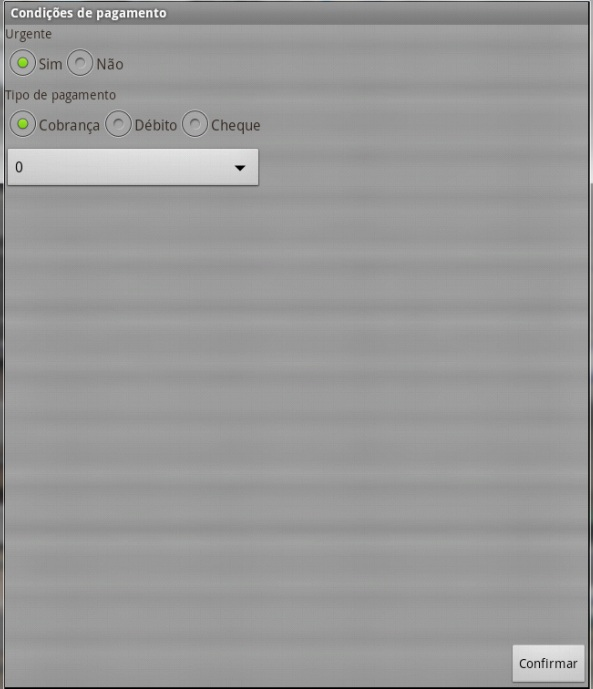 Condições de pagamento
Urgente
Sim Não
Tipo de pagamento
Cobrança Débito Cheque
0
Confirmar